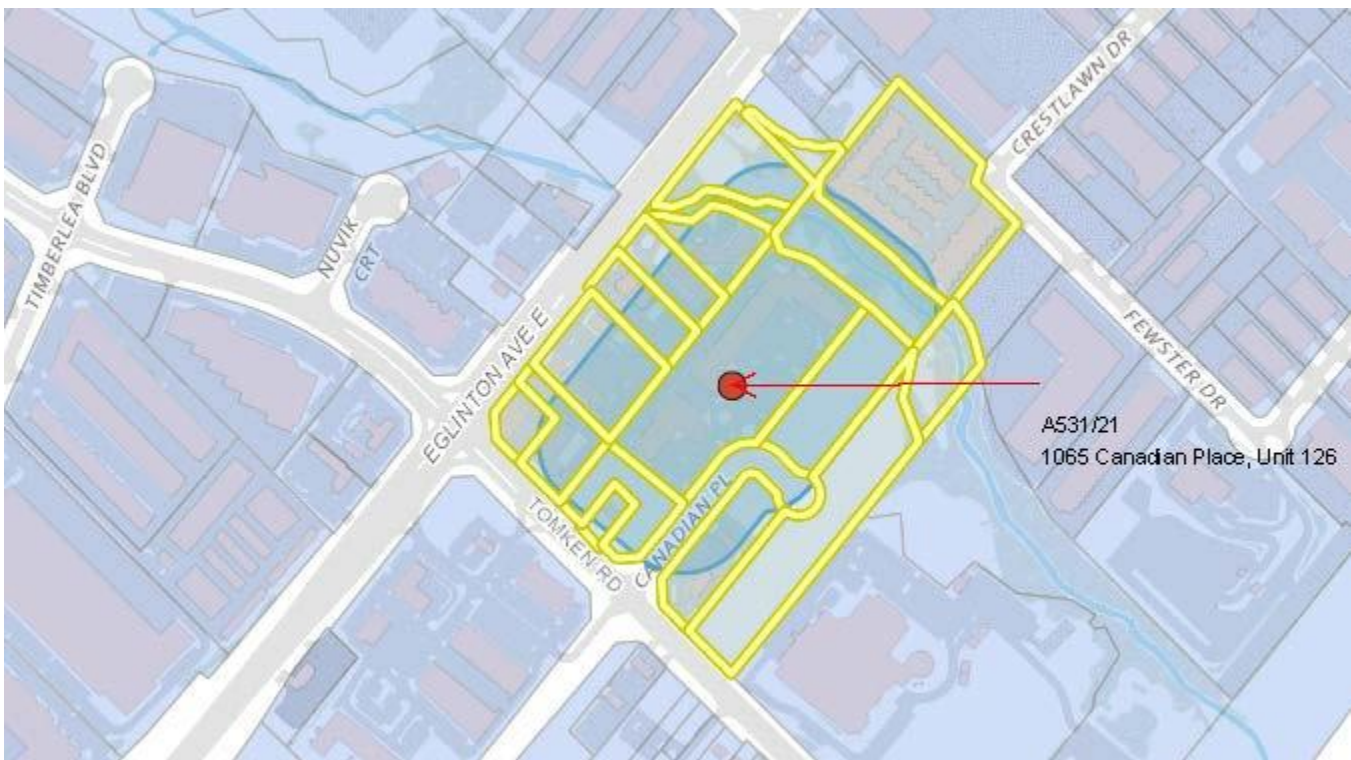 CRESTLAWN DR
TIMBERLEA BLVD
NUVIK
CRT
EGLINTON AVE E
FEWSTER DR
A531/21
1065 Canadian Place, Unit 126
TOMKEN RD
CANADIAN PL